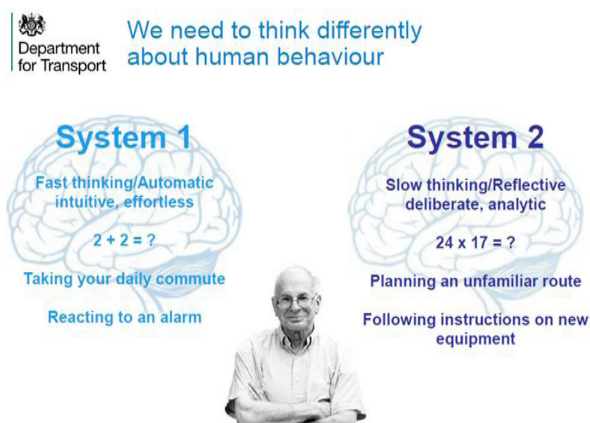 Department
for Transport
We need to think differently
about human behaviour
System 1
Fast thinking/Automatic
intuitive, effortless
2 + 2 = ?
Taking your daily commute
Reacting to an alarm
System 2
Slow thinking/Reflective
deliberate, analytic
24 x 17 = ?
Planning an unfamiliar route
Following instructions on new
equipment